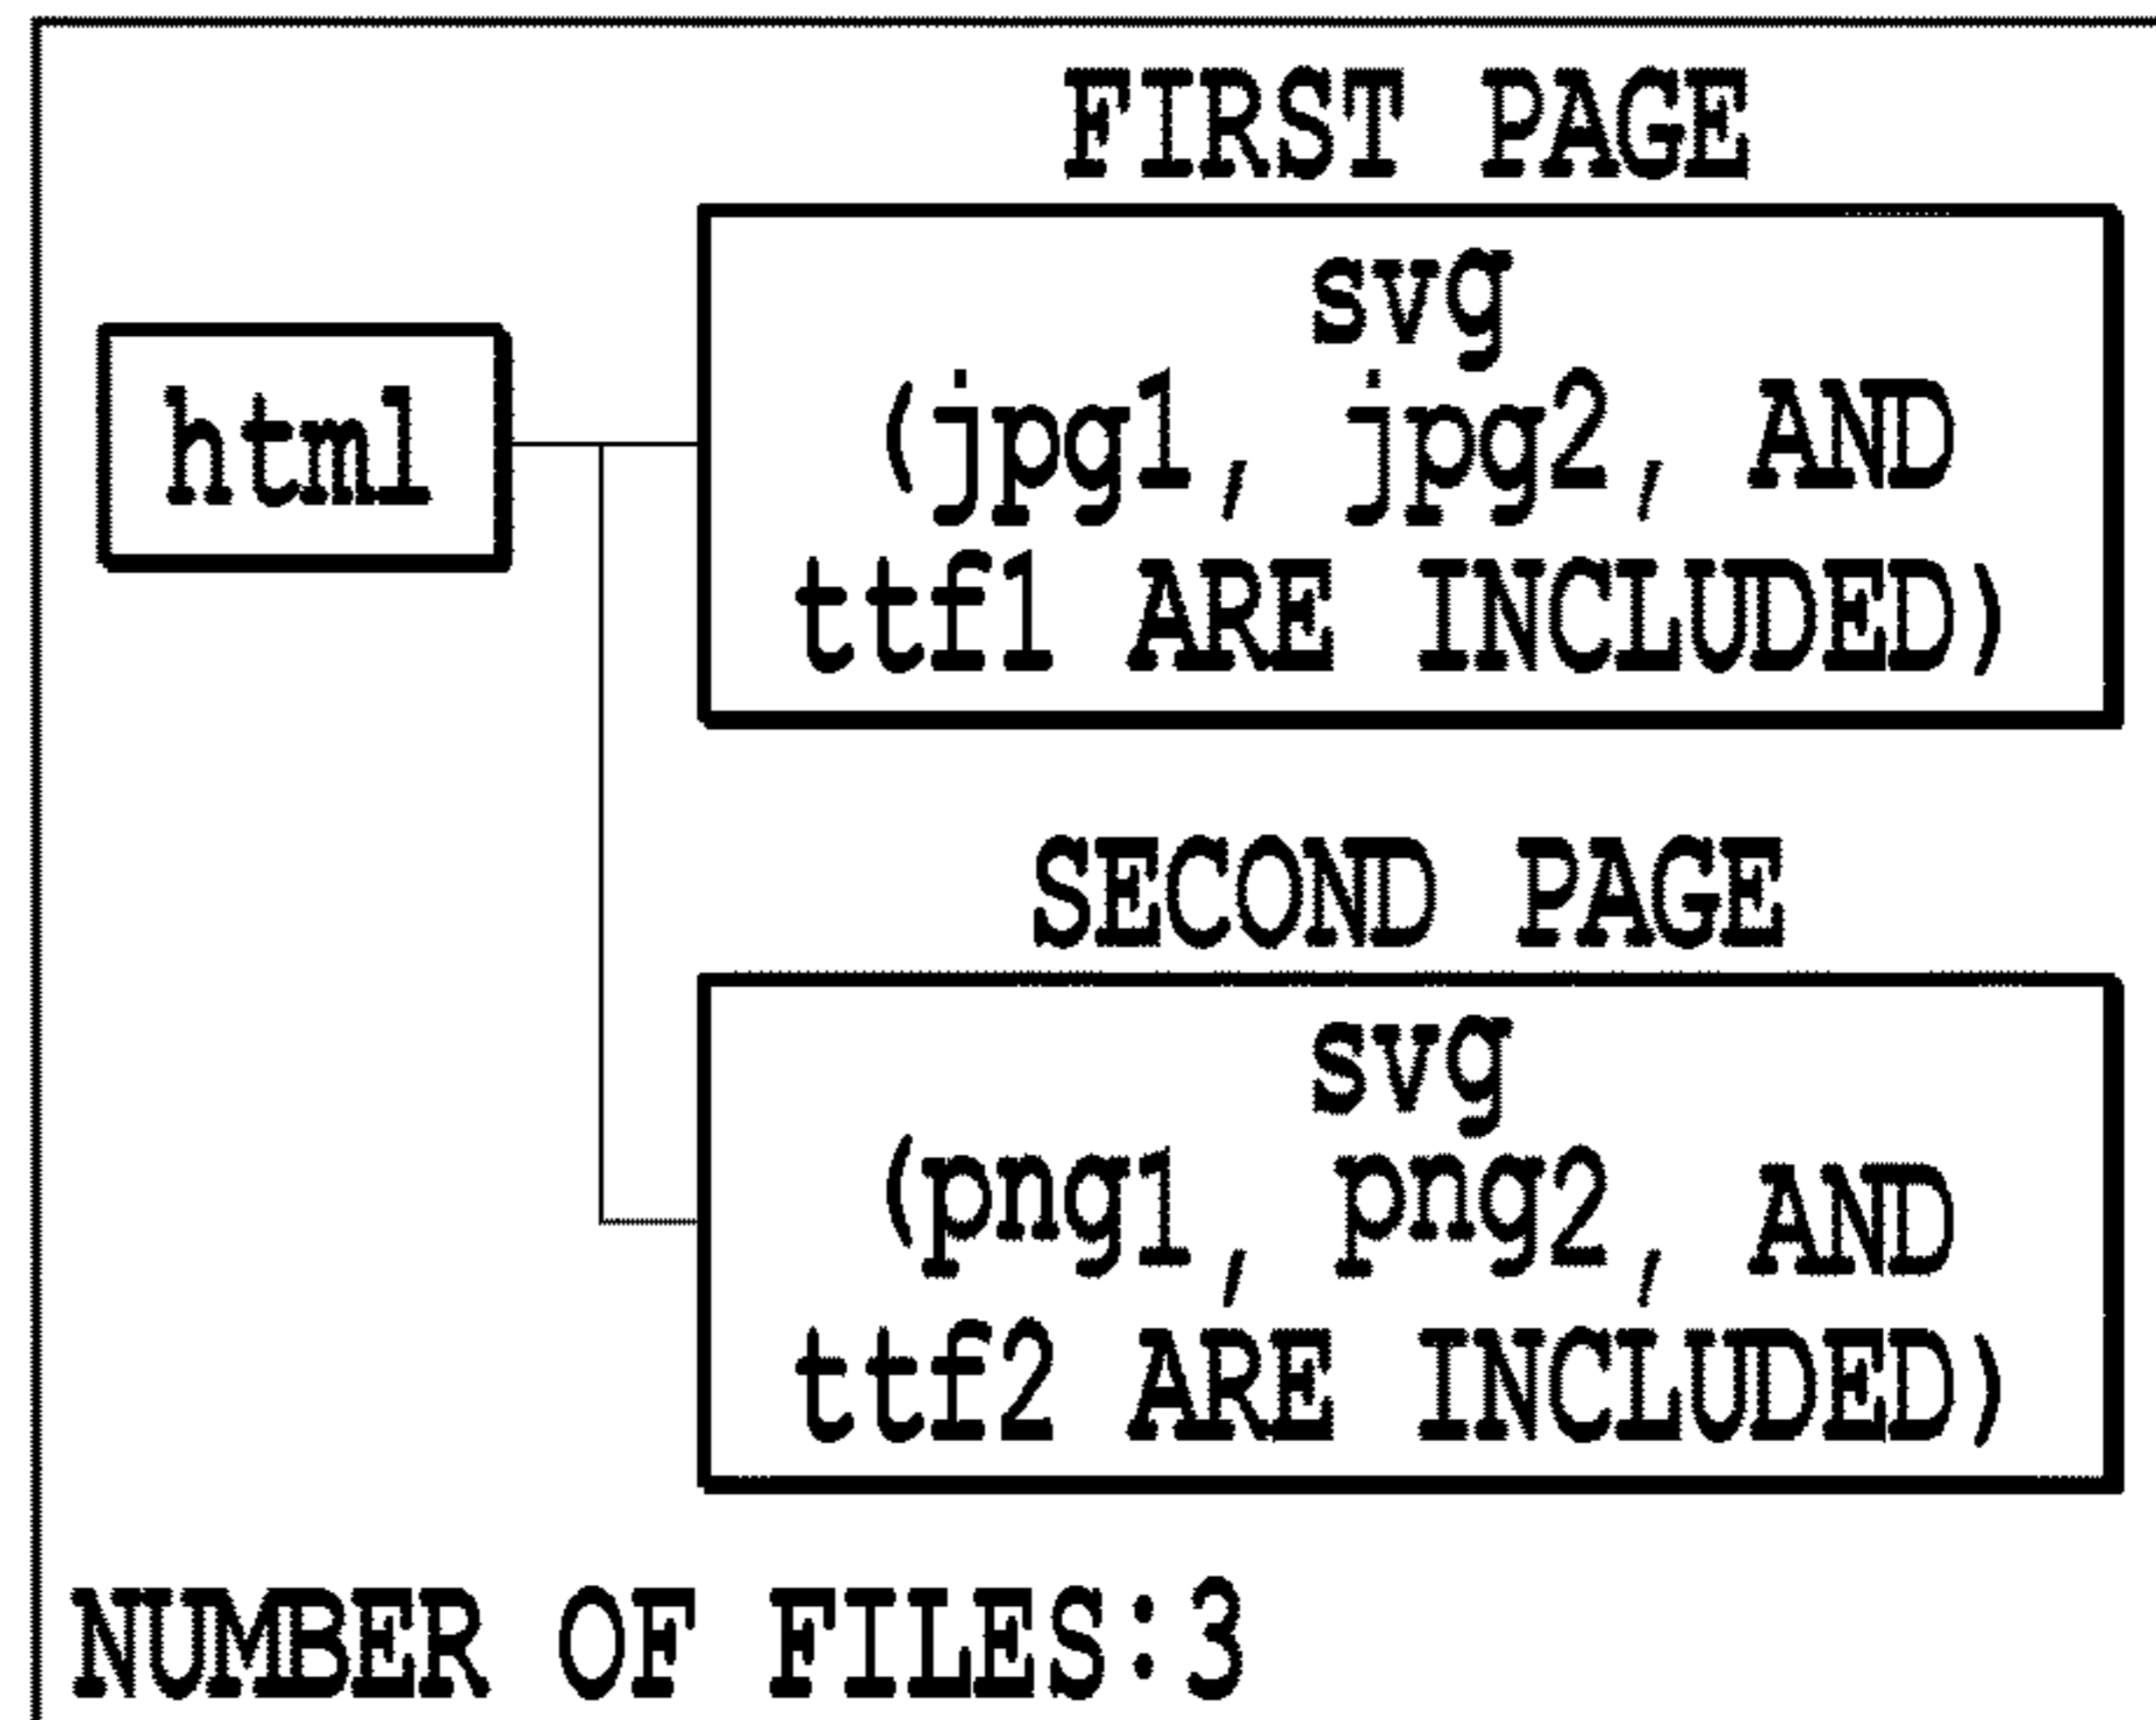 FIRST PAGE
html
svg
(jpg1, jpg2, AND
ttf1 ARE INCLUDED)
SECOND PAGE
svg
(png1, png2, AND
ttf2 ARE INCLUDED)
NUMBER OF FILES:3